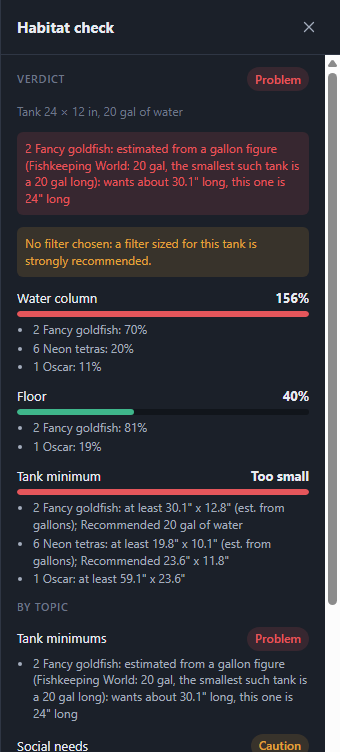 Habitat check
VERDICT
Problem
Tank 24 × 12 in, 20 gal of water
2 Fancy goldfish: estimated from a gallon figure
(Fishkeeping World: 20 gal, the smallest such tank is
a 20 gal long): wants about 30.1" long, this one is
24" long
No filter chosen: a filter sized for this tank is
strongly recommended.
Water column 156%
• 2 Fancy goldfish: 70%
• 6 Neon tetras: 20%
• 1 Oscar: 11%
Floor 40%
• 2 Fancy goldfish: 81%
• 1 Oscar: 19%
Tank minimum Too small
• 2 Fancy goldfish: at least 30.1" x 12.8" (est. from
gallons); Recommended 20 gal of water
• 6 Neon tetras: at least 19.8" x 10.1" (est. from
gallons); Recommended 23.6" x 11.8"
• 1 Oscar: at least 59.1" x 23.6"
BY TOPIC
Tank minimums Problem
• 2 Fancy goldfish: estimated from a gallon figure
(Fishkeeping World: 20 gal, the smallest such tank is
a 20 gal long): wants about 30.1" long, this one is
24" long
Social needs Caution